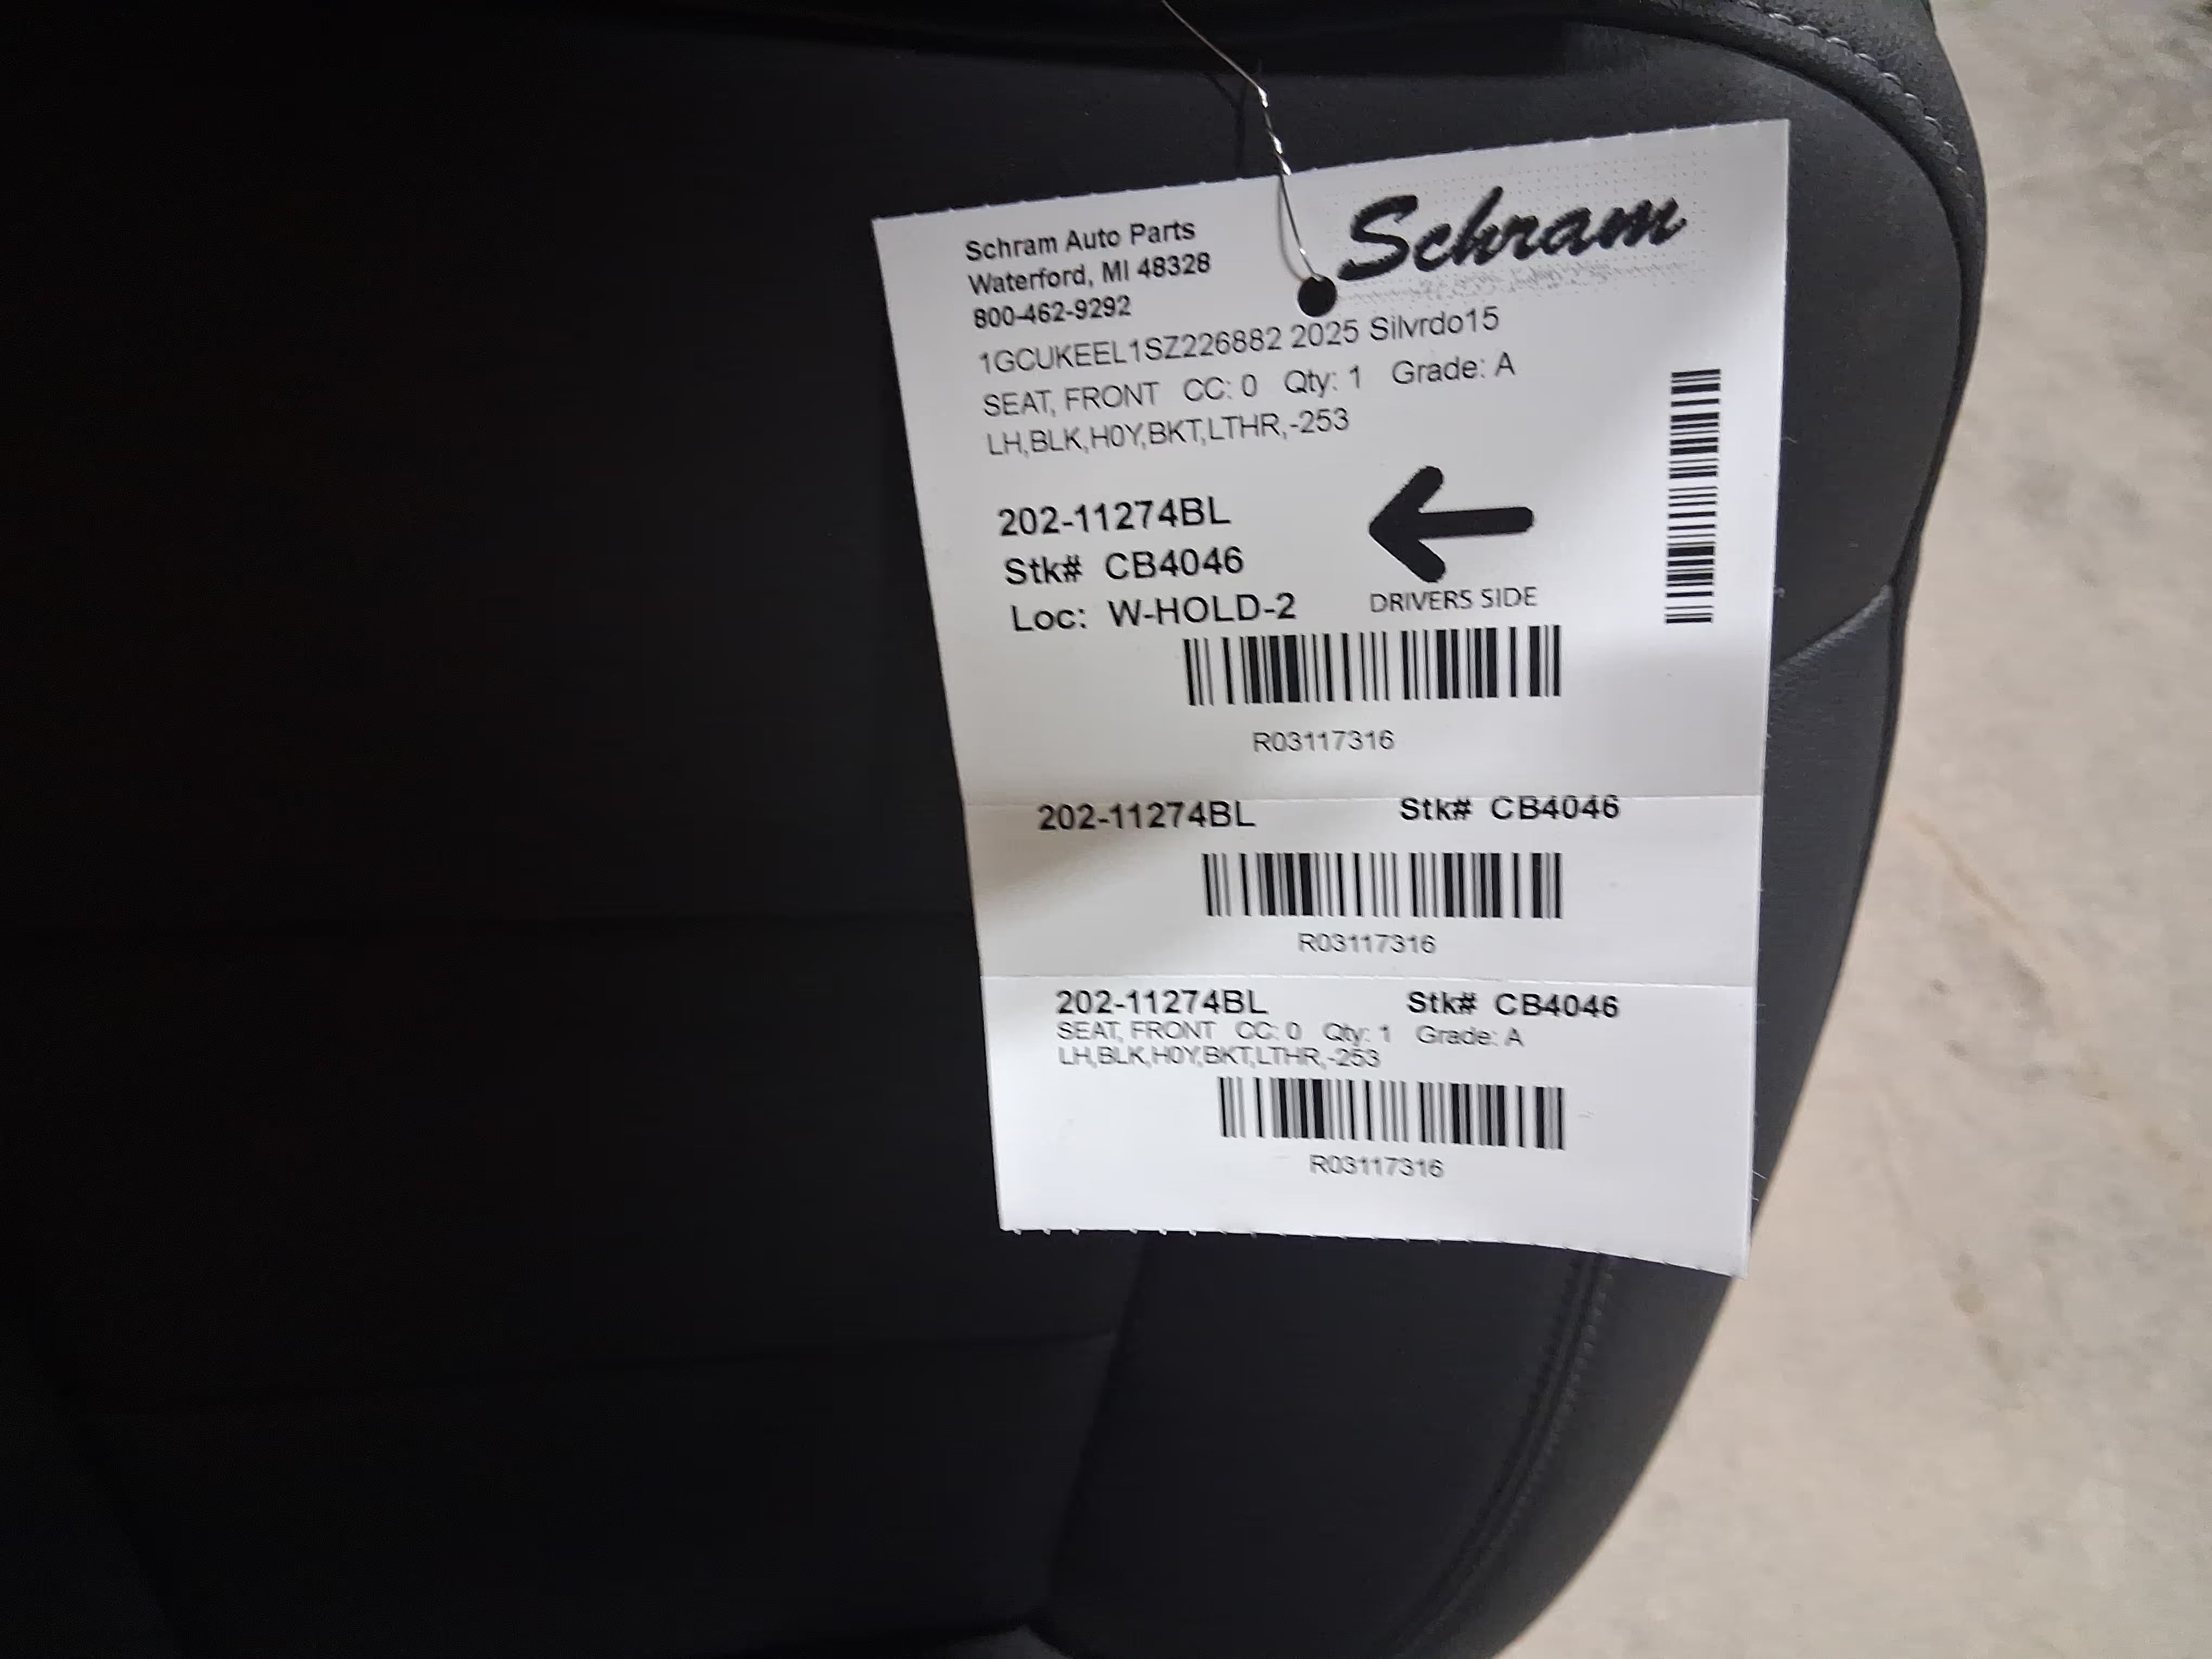 Schram Auto Parts
Waterford, MI 48328
800-462-9292
Schram
1GCUKEEL1SZ226882 2025 Silvrdo15
SEAT, FRONT CC: 0 Qty: 1 Grade: A
LH,BLK,H0Y,BKT,LTHR,-253
202-11274BL
Stk# CB4046
Loc: W-HOLD-2
DRIVERS SIDE
R03117316
202-11274BL Stk# CB4046
R03117316
202-11274BL Stk# CB4046
SEAT, FRONT CC: 0 Qty: 1 Grade: A
LH,BLK,H0Y,BKT,LTHR,-253
R03117316